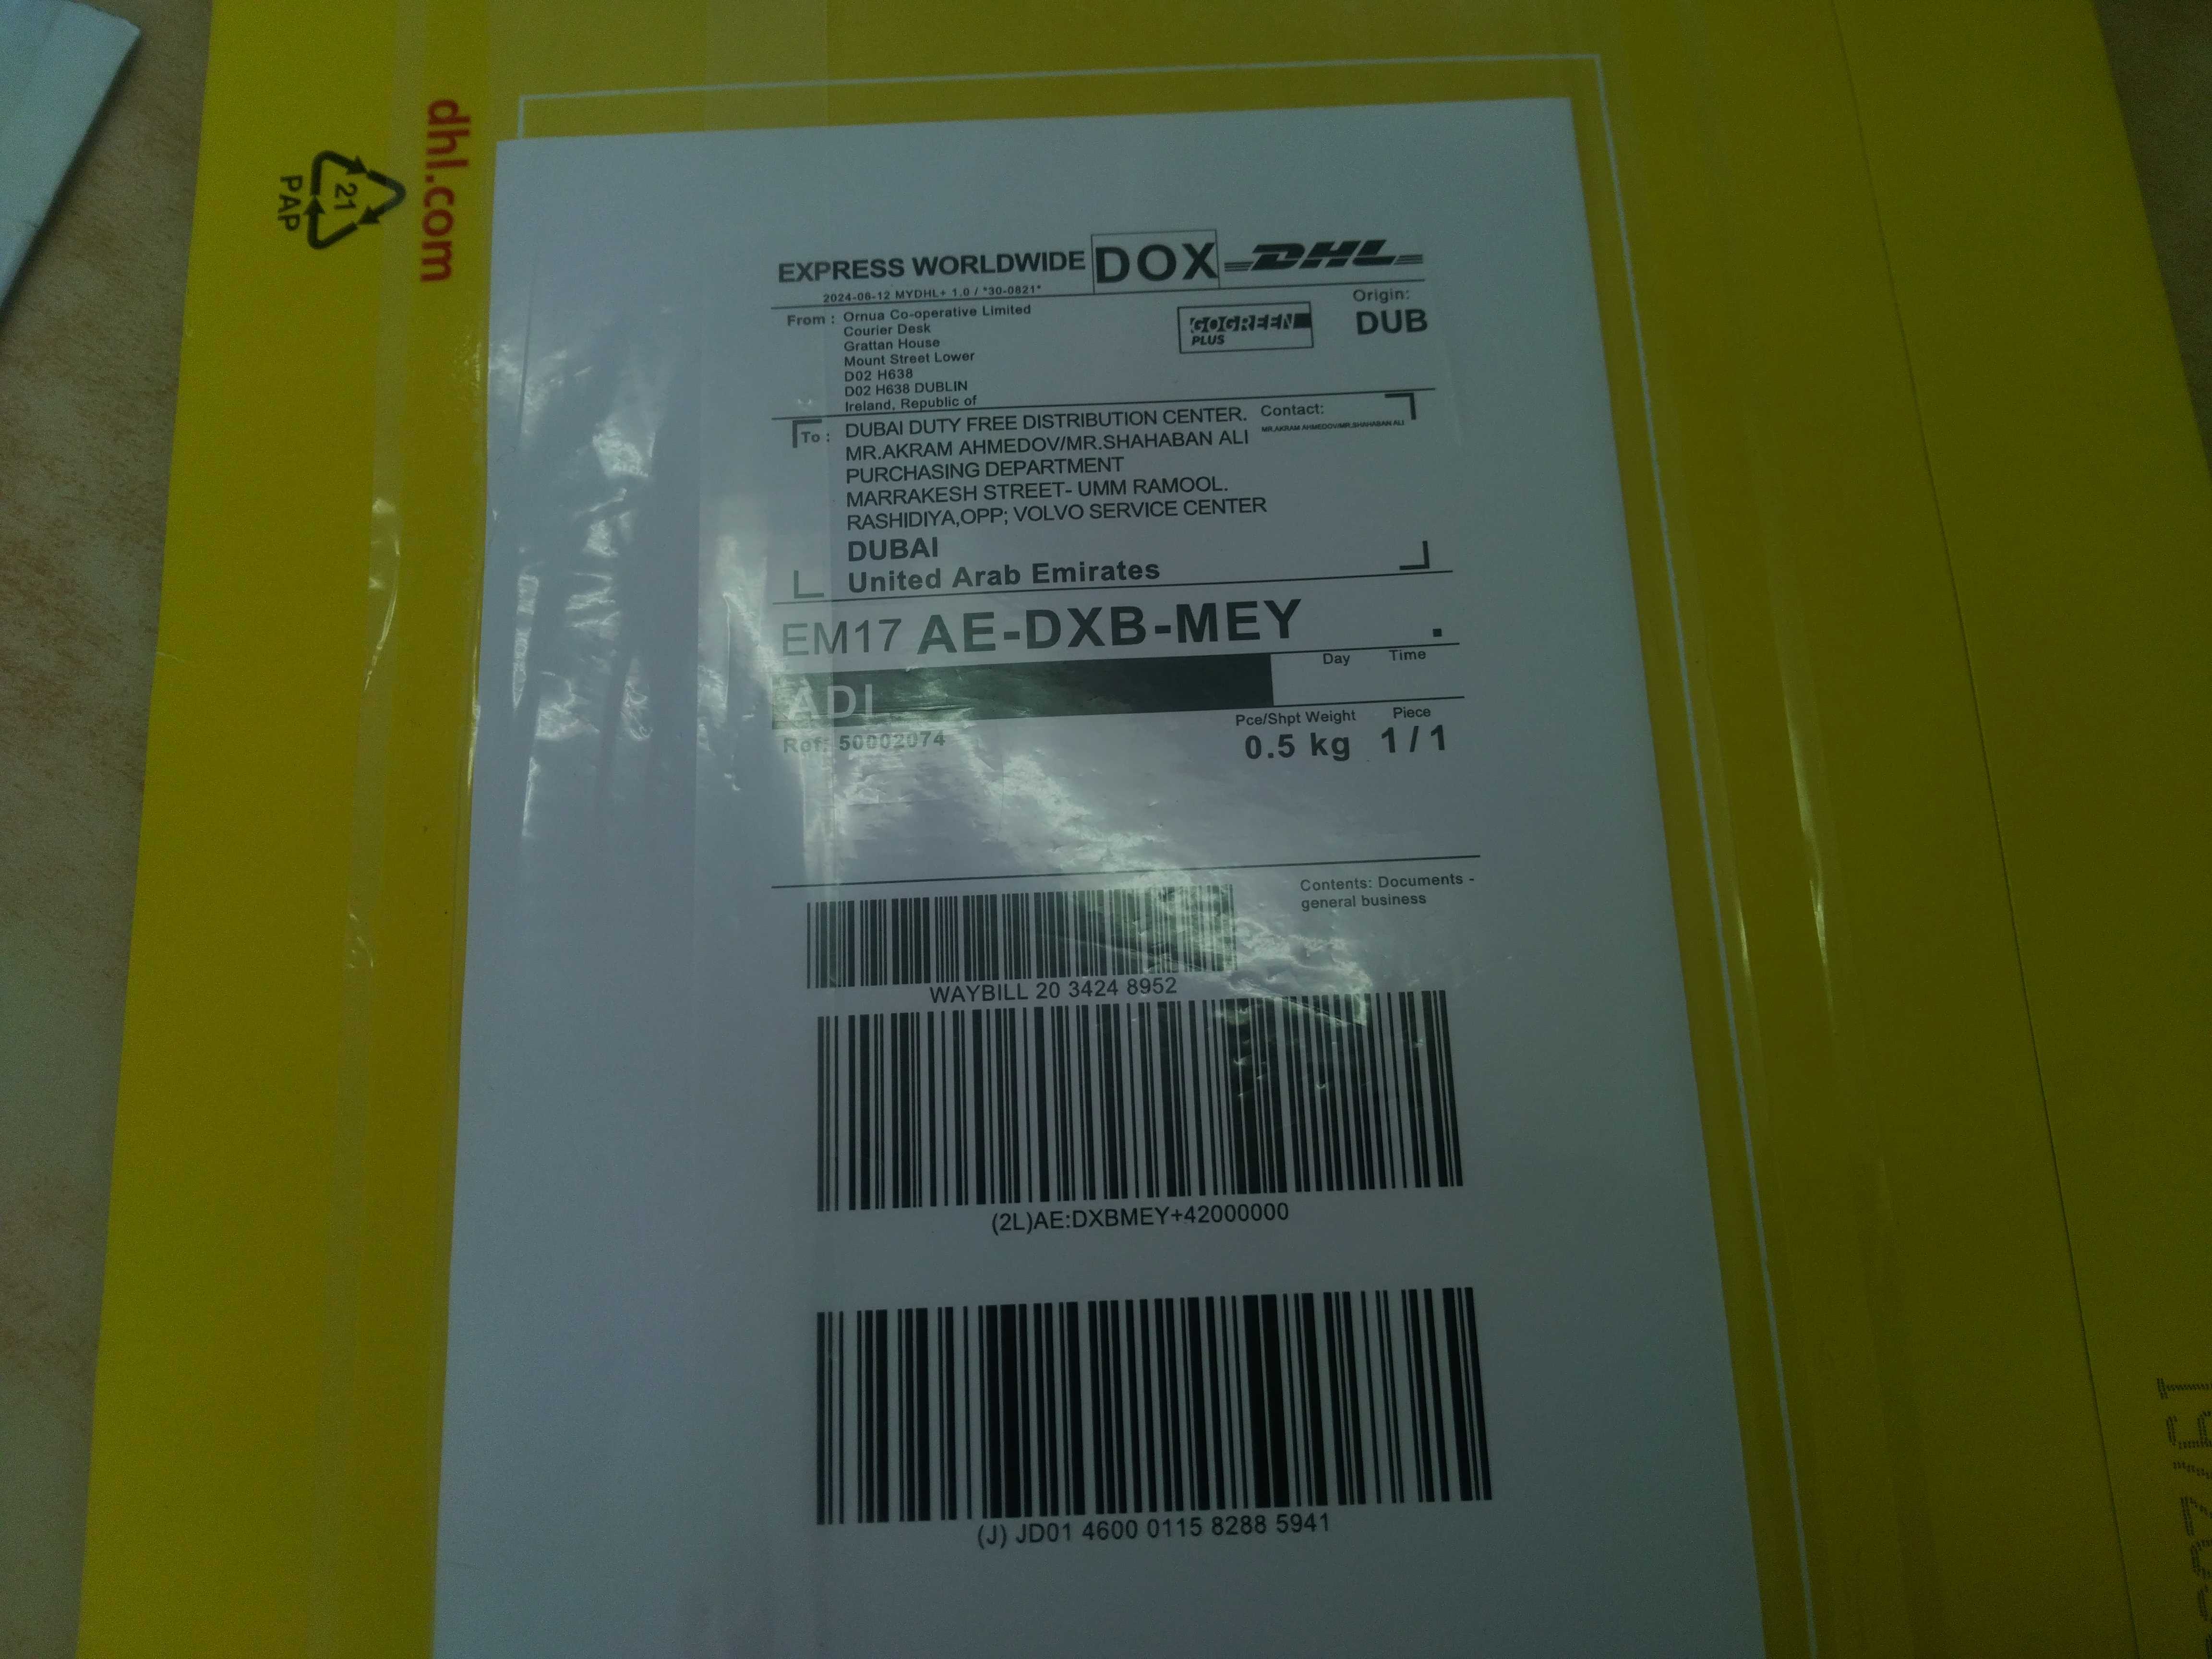 dhl.com
21
PAP
EXPRESS WORLDWIDE DOX DHL
2024-08-12 MYDHL+ 1.0 / *30-0821*
From : Ornua Co-operative Limited
Courier Desk
Grattan House
Mount Street Lower
D02 H638
D02 H638 DUBLIN
Ireland, Republic of
GOGREEN
PLUS
Origin:
DUB
To : DUBAI DUTY FREE DISTRIBUTION CENTER.
MR.AKRAM AHMEDOV/MR.SHAHABAN ALI
PURCHASING DEPARTMENT
MARRAKESH STREET- UMM RAMOOL.
RASHIDIYA,OPP; VOLVO SERVICE CENTER
DUBAI
United Arab Emirates
Contact:
MR.AKRAM AHMEDOV/MR.SHAHABAN ALI
EM17 AE-DXB-MEY
Day Time
ADI
Ref: 50002074
Pce/Shpt Weight Piece
0.5 kg 1 / 1
Contents: Documents -
general business
WAYBILL 20 3424 8952
(2L)AE:DXBMEY+42000000
(J) JD01 4600 0115 8288 5941